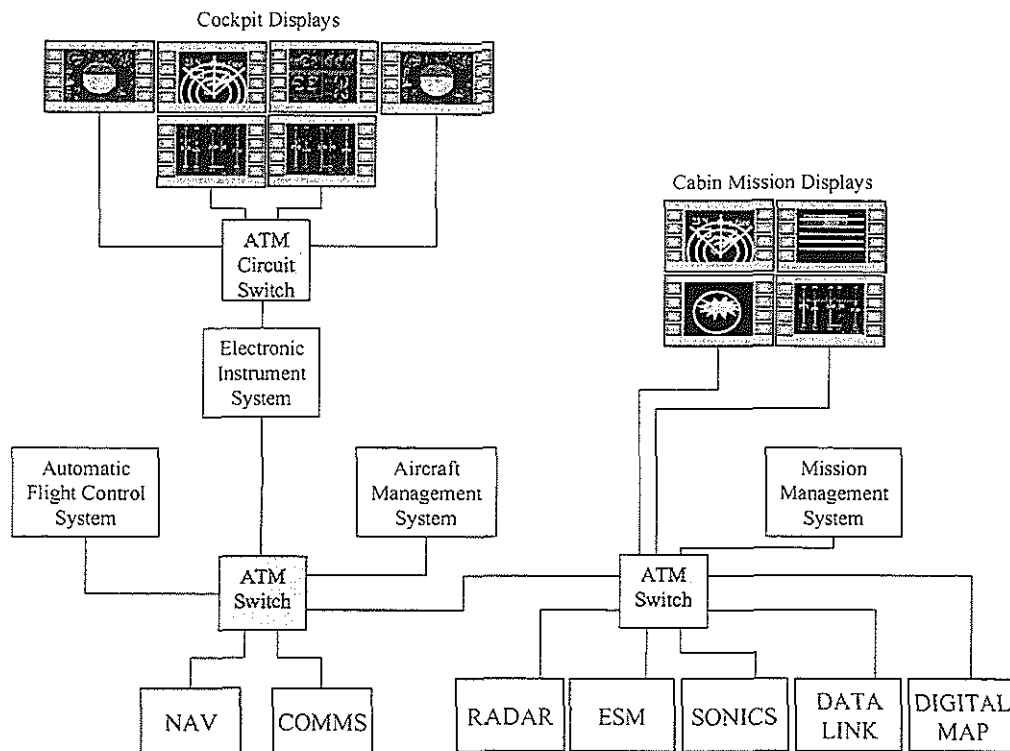 Cockpit Displays
Cabin Mission Displays
ATM
Circuit
Switch
Electronic
Instrument
System
Automatic
Flight Control
System
Aircraft
Management
System
Mission
Management
System
ATM
Switch
ATM
Switch
NAV
COMMS
RADAR
ESM
SONICS
DATA
LINK
DIGITAL
MAP